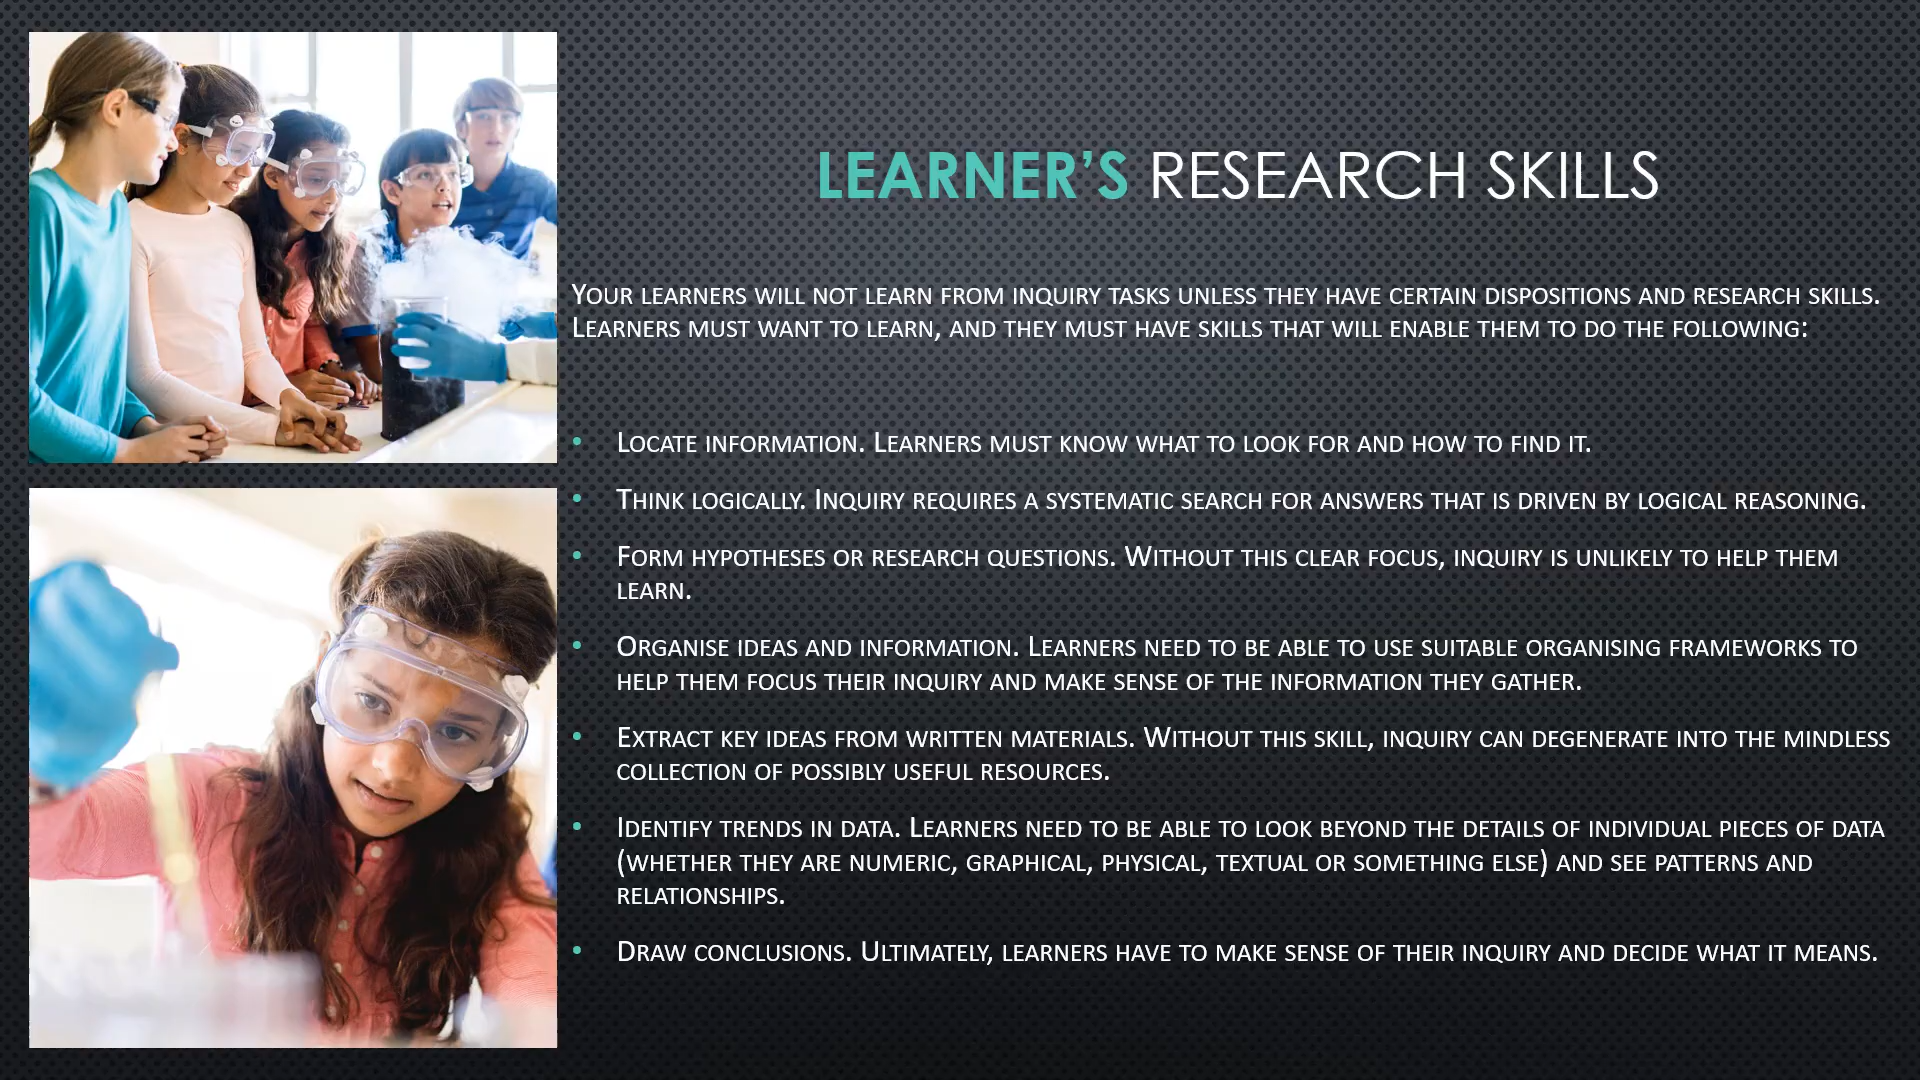 LEARNER’S RESEARCH SKILLS
YOUR LEARNERS WILL NOT LEARN FROM INQUIRY TASKS UNLESS THEY HAVE CERTAIN DISPOSITIONS AND RESEARCH SKILLS.
LEARNERS MUST WANT TO LEARN, AND THEY MUST HAVE SKILLS THAT WILL ENABLE THEM TO DO THE FOLLOWING:
• LOCATE INFORMATION. LEARNERS MUST KNOW WHAT TO LOOK FOR AND HOW TO FIND IT.
• THINK LOGICALLY. INQUIRY REQUIRES A SYSTEMATIC SEARCH FOR ANSWERS THAT IS DRIVEN BY LOGICAL REASONING.
• FORM HYPOTHESES OR RESEARCH QUESTIONS. WITHOUT THIS CLEAR FOCUS, INQUIRY IS UNLIKELY TO HELP THEM
LEARN.
• ORGANISE IDEAS AND INFORMATION. LEARNERS NEED TO BE ABLE TO USE SUITABLE ORGANISING FRAMEWORKS TO
HELP THEM FOCUS THEIR INQUIRY AND MAKE SENSE OF THE INFORMATION THEY GATHER.
• EXTRACT KEY IDEAS FROM WRITTEN MATERIALS. WITHOUT THIS SKILL, INQUIRY CAN DEGENERATE INTO THE MINDLESS
COLLECTION OF POSSIBLY USEFUL RESOURCES.
• IDENTIFY TRENDS IN DATA. LEARNERS NEED TO BE ABLE TO LOOK BEYOND THE DETAILS OF INDIVIDUAL PIECES OF DATA
(WHETHER THEY ARE NUMERIC, GRAPHICAL, PHYSICAL, TEXTUAL OR SOMETHING ELSE) AND SEE PATTERNS AND
RELATIONSHIPS.
• DRAW CONCLUSIONS. ULTIMATELY, LEARNERS HAVE TO MAKE SENSE OF THEIR INQUIRY AND DECIDE WHAT IT MEANS.